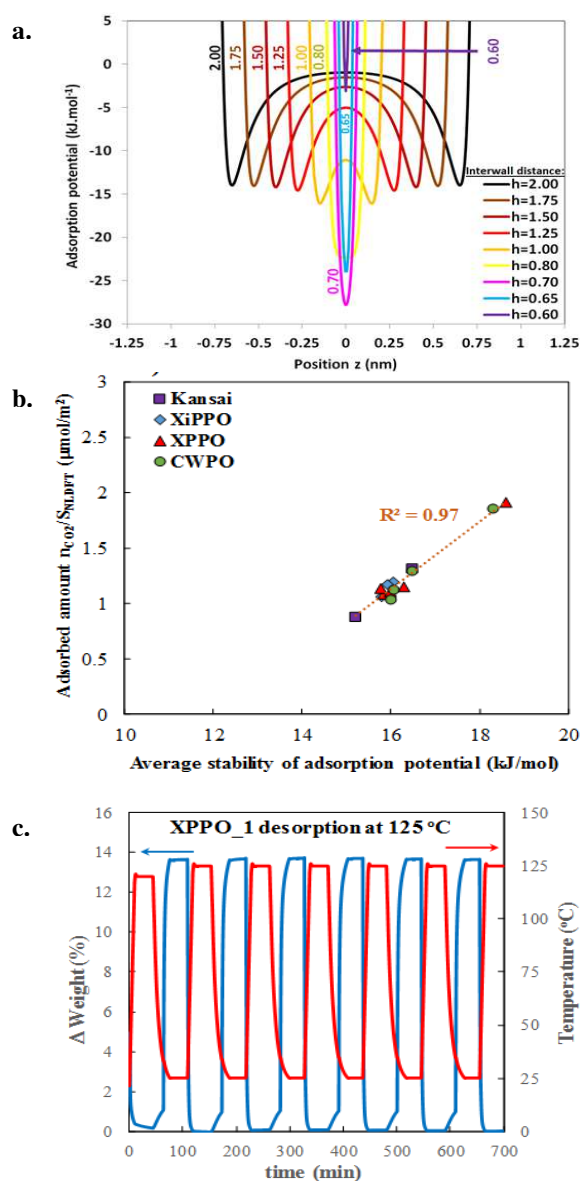 a.
5
0
-5
-10
-15
-20
-25
-30
Adsorption potential (kJ.mol⁻¹)
2.00
1.75
1.50
1.25
1.00
0.80
0.60
0.65
0.70
Interwall distance:
h=2.00
h=1.75
h=1.50
h=1.25
h=1.00
h=0.80
h=0.70
h=0.65
h=0.60
-1.25 -1 -0.75 -0.5 -0.25 0 0.25 0.5 0.75 1 1.25
Position z (nm)
b.
3
2.5
2
1.5
1
0.5
0
Adsorbed amount nCO2/SNLDFT (μmol/m²)
Kansai
XiPPO
XPPO
CWPO
R² = 0.97
10 12 14 16 18 20
Average stability of adsorption potential (kJ/mol)
c.
XPPO_1 desorption at 125 °C
16
14
12
10
8
6
4
2
0
Δ Weight (%)
150
125
100
75
50
25
0
Temperature (°C)
0 100 200 300 400 500 600 700
time (min)